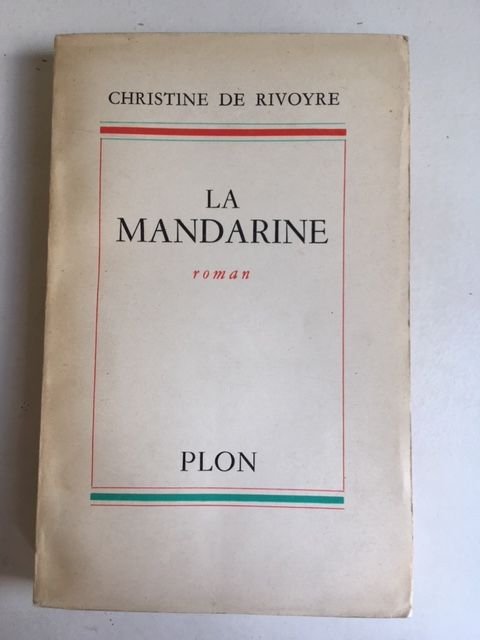 CHRISTINE DE RIVOYRE
LA
MANDARINE
roman
PLON